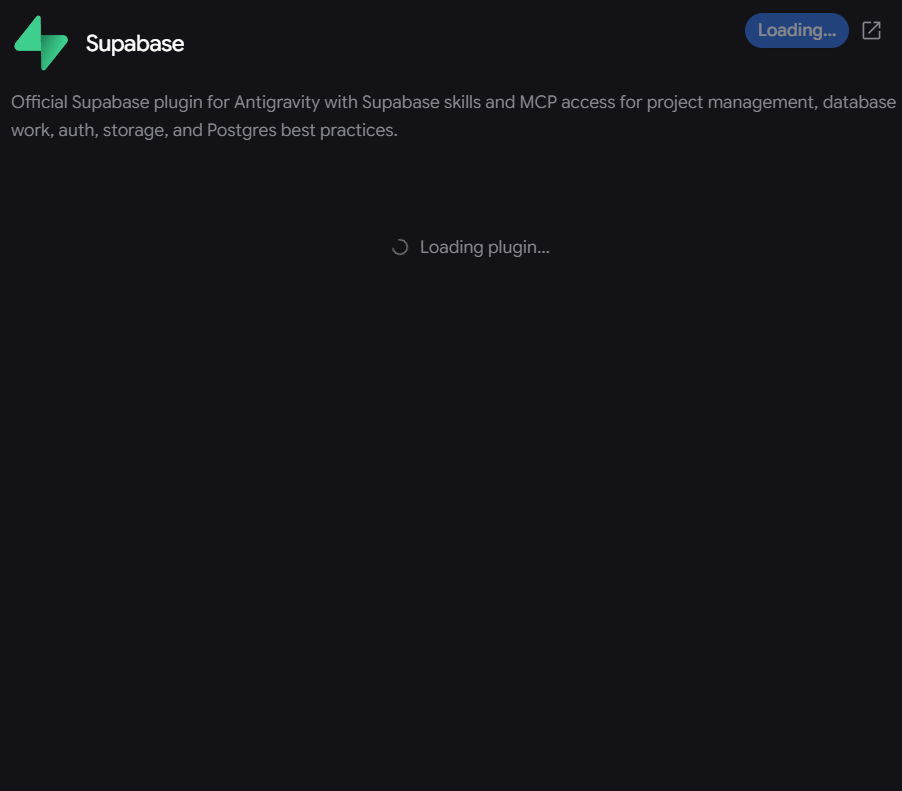 Supabase
Loading...
Official Supabase plugin for Antigravity with Supabase skills and MCP access for project management, database
work, auth, storage, and Postgres best practices.
Loading plugin...